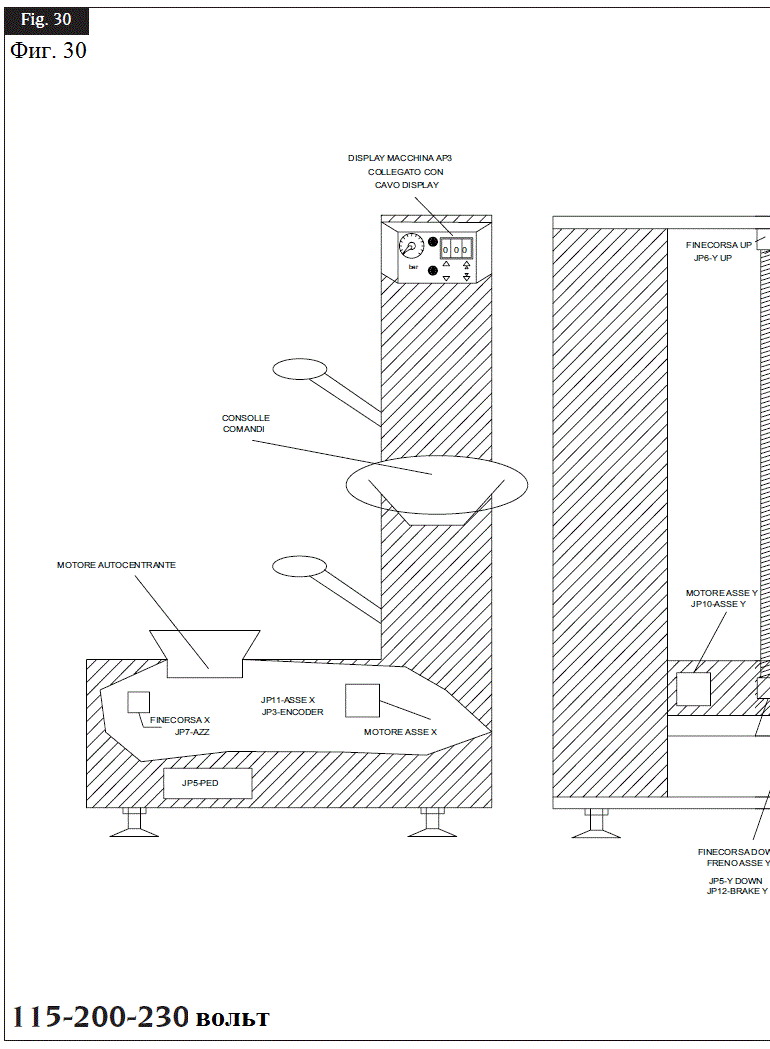 Fig. 30
Фиг. 30
DISPLAY MACCHINA AP3
COLLEGATO CON
CAVO DISPLAY
bar
0 0 0
FINECORSA UP
JP6-Y UP
CONSOLLE
COMANDI
MOTORE AUTOCENTRANTE
MOTORE ASSE Y
JP10-ASSE Y
JP11-ASSE X
JP3-ENCODER
FINECORSA X
JP7-AZZ
MOTORE ASSE X
JP5-PED
FINECORSA DOW
FRENO ASSE Y
JP5-Y DOWN
JP12-BRAKE Y
115-200-230 вольт